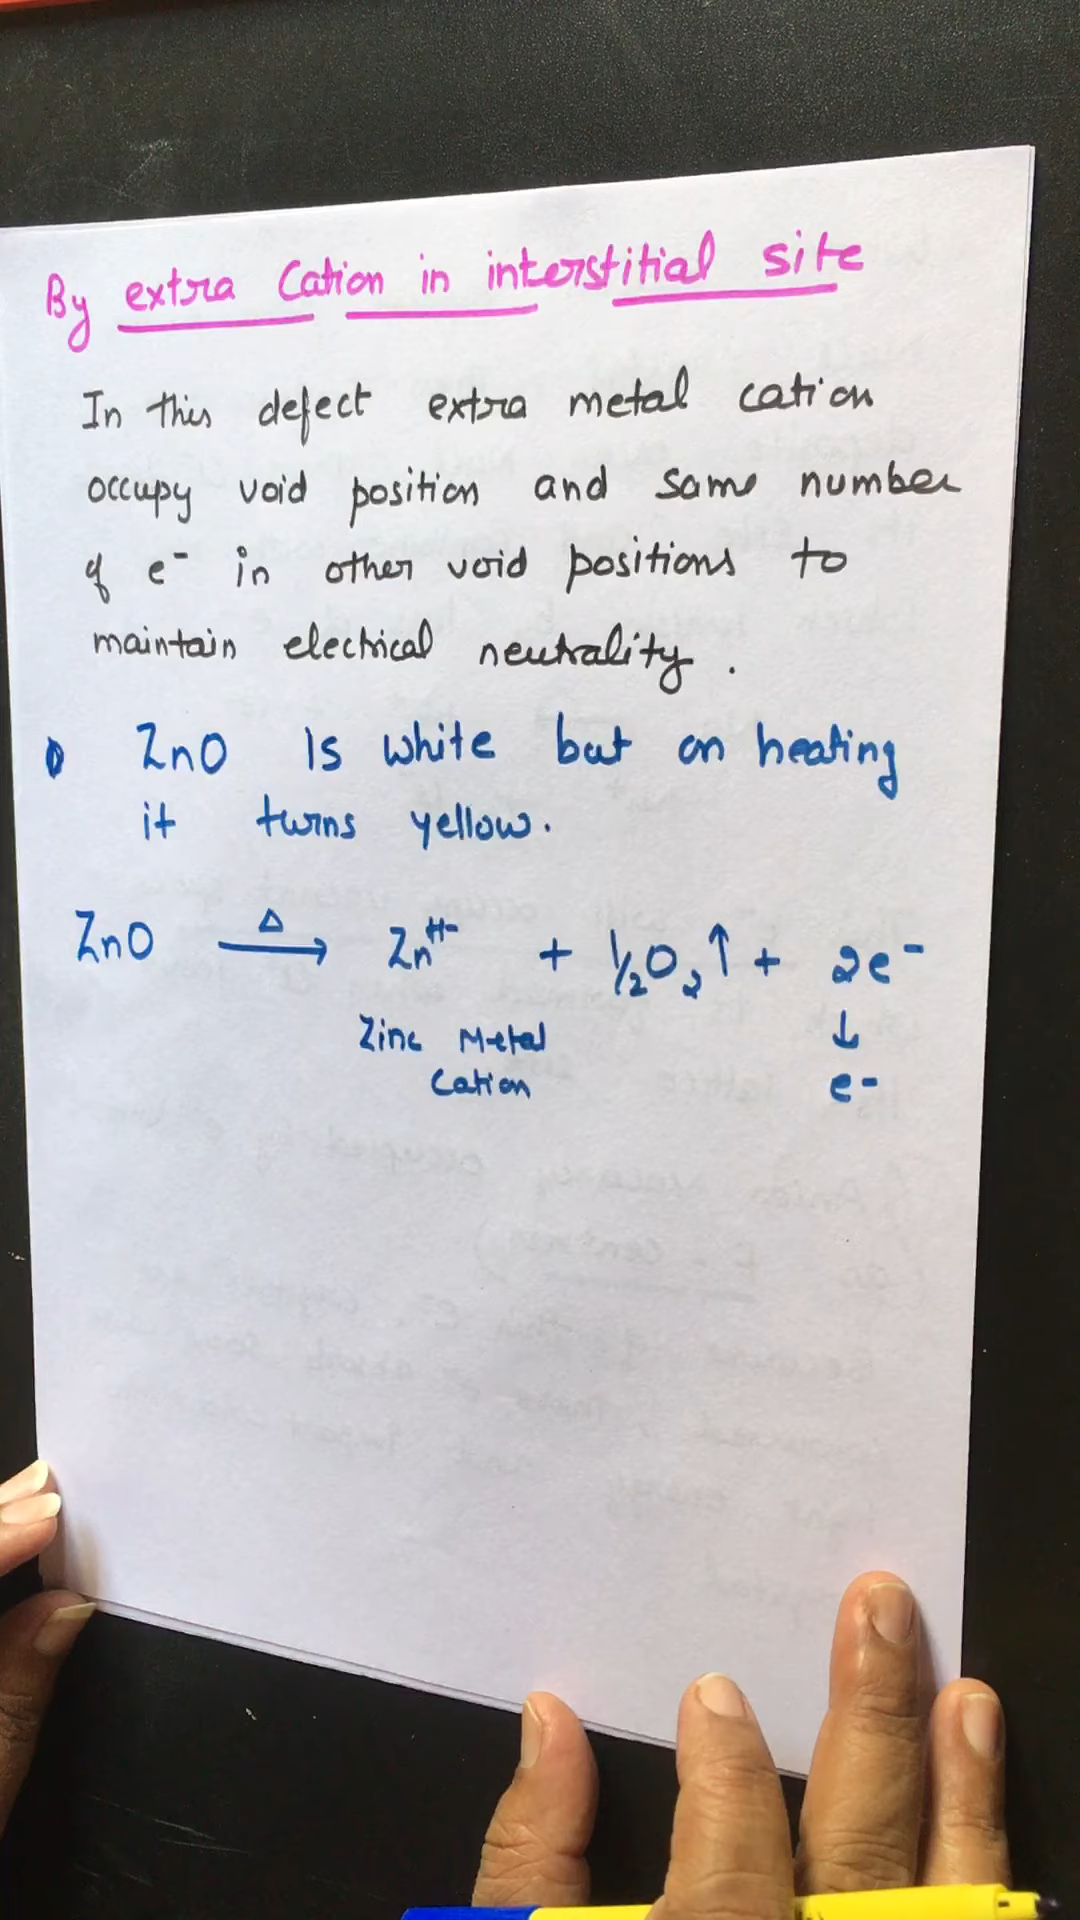 By extra Cation in interstitial site
In this defect extra metal cation
occupy void position and same number
of e⁻ in other void positions to
maintain electrical neutrality.
ZnO Is white but on heating
it turns yellow.
ZnO Δ→ Zn⁺⁺ + 1/2O₂↑ + 2e⁻
Zinc Metal ↓
Cation e⁻